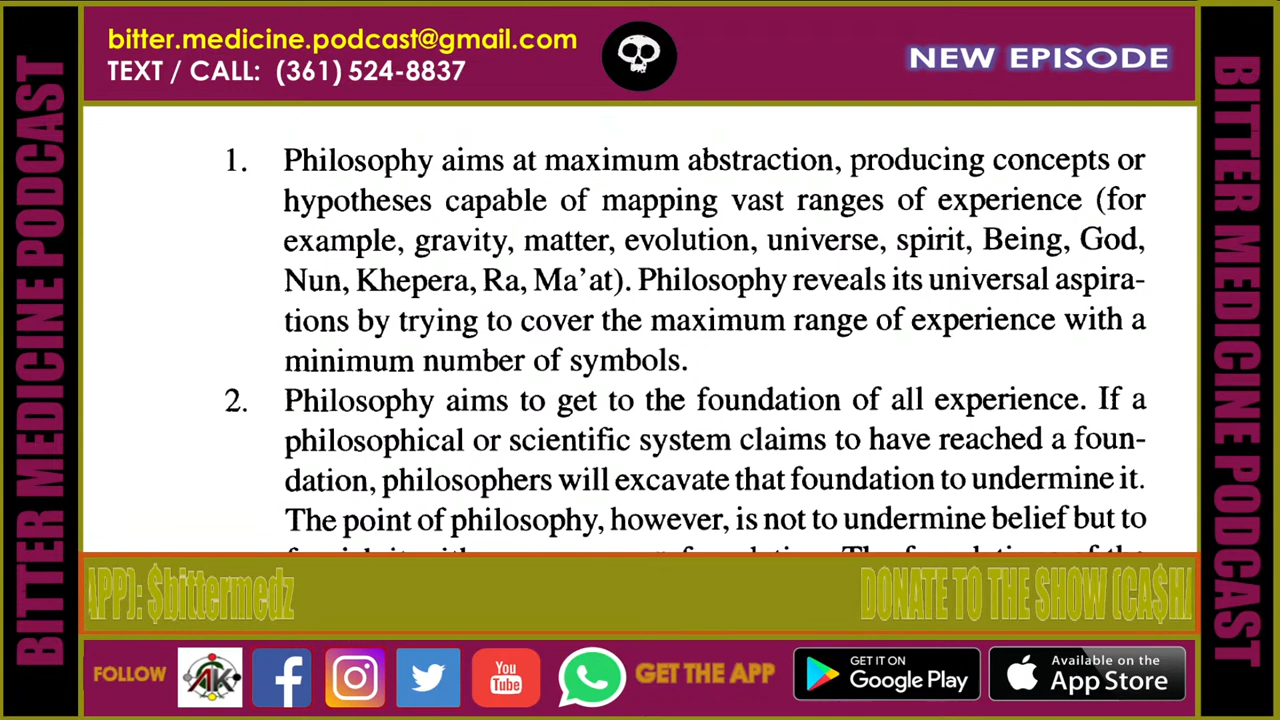 bitter.medicine.podcast@gmail.com
TEXT / CALL: (361) 524-8837
NEW EPISODE
BITTER MEDICINE PODCAST
1. Philosophy aims at maximum abstraction, producing concepts or
hypotheses capable of mapping vast ranges of experience (for
example, gravity, matter, evolution, universe, spirit, Being, God,
Nun, Khepera, Ra, Ma'at). Philosophy reveals its universal aspira-
tions by trying to cover the maximum range of experience with a
minimum number of symbols.
2. Philosophy aims to get to the foundation of all experience. If a
philosophical or scientific system claims to have reached a foun-
dation, philosophers will excavate that foundation to undermine it.
The point of philosophy, however, is not to undermine belief but to
BITTER MEDICINE PODCAST
APP): $bittermedz
DONATE TO THE SHOW (CA$H
FOLLOW
You
Tube
GET THE APP
GET IT ON
Google Play
Available on the
App Store